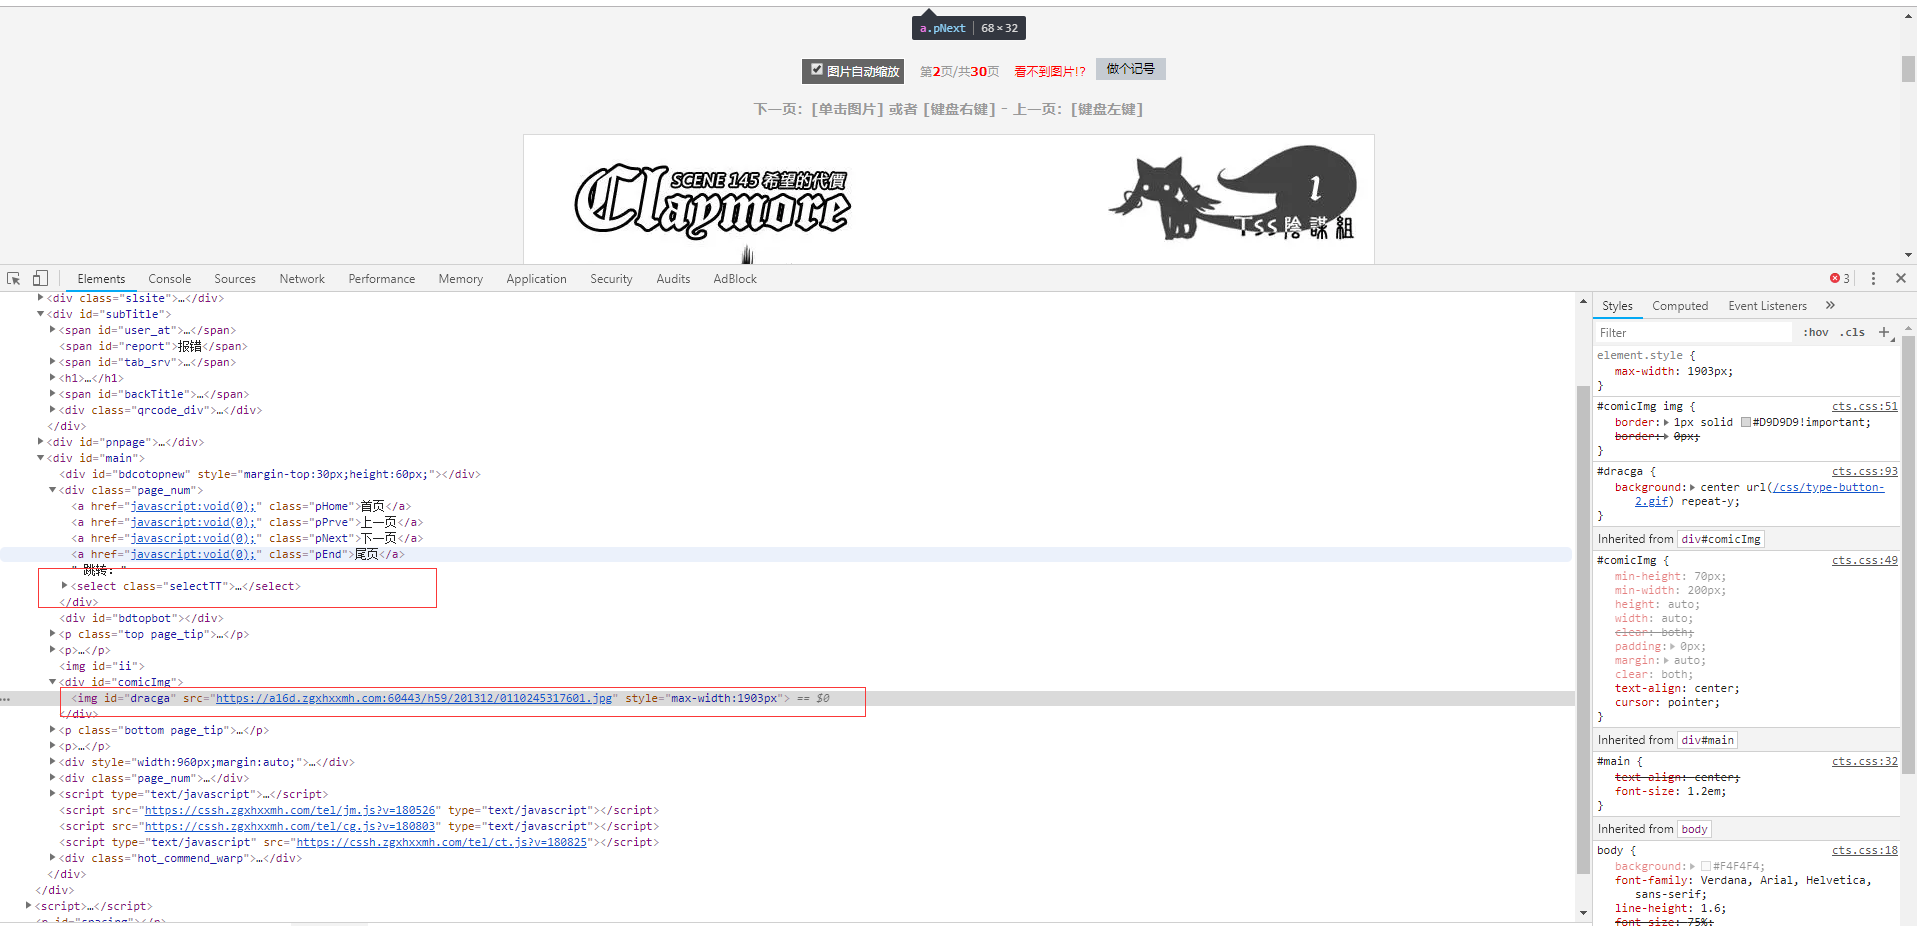 a.pNext 68×32
图片自动缩放 第2页/共30页 看不到图片!? 做个记号
下一页：[单击图片] 或者 [键盘右键] - 上一页：[键盘左键]
SCENE 145 希望的代價
Claymore
1
TSS陰謀組
Elements Console Sources Network Performance Memory Application Security Audits AdBlock 3
<div class="slsite">…</div>
<div id="subTitle">
<span id="user_at">…</span>
<span id="report">报错</span>
<span id="tab_srv">…</span>
<h1>…</h1>
<span id="backTitle">…</span>
<div class="qrcode_div">…</div>
</div>
<div id="pnpage">…</div>
<div id="main">
<div id="bdcotopnew" style="margin-top:30px;height:60px;"></div>
<div class="page_num">
<a href="javascript:void(0);" class="pHome">首页</a>
<a href="javascript:void(0);" class="pPrve">上一页</a>
<a href="javascript:void(0);" class="pNext">下一页</a>
<a href="javascript:void(0);" class="pEnd">尾页</a>
" 跳转： "
<select class="selectTT">…</select>
</div>
<div id="bdtopbot"></div>
<p class="top page_tip">…</p>
<p>…</p>
<img id="ii">
<div id="comicImg">
<img id="dracga" src="https://a16d.zgxhxxmh.com:60443/h59/201312/0110245317601.jpg" style="max-width:1903px"> == $0
</div>
<p class="bottom page_tip">…</p>
<p>…</p>
<div style="width:960px;margin:auto;">…</div>
<div class="page_num">…</div>
<script type="text/javascript">…</script>
<script src="https://cssh.zgxhxxmh.com/tel/jm.js?v=180526" type="text/javascript"></script>
<script src="https://cssh.zgxhxxmh.com/tel/cg.js?v=180803" type="text/javascript"></script>
<script type="text/javascript" src="https://cssh.zgxhxxmh.com/tel/ct.js?v=180825"></script>
<div class="hot_commend_warp">…</div>
</div>
</div>
<script>…</script>
<p id="spacing"></p>
Styles Computed Event Listeners »
Filter :hov .cls +
element.style {
max-width: 1903px;
}
#comicImg img { cts.css:51
border: 1px solid #D9D9D9!important;
border: 0px;
}
#dracga { cts.css:93
background: center url(/css/type-button-
2.gif) repeat-y;
}
Inherited from div#comicImg
#comicImg { cts.css:49
min-height: 70px;
min-width: 200px;
height: auto;
width: auto;
clear: both;
padding: 0px;
margin: auto;
clear: both;
text-align: center;
cursor: pointer;
}
Inherited from div#main
#main { cts.css:32
text-align: center;
font-size: 1.2em;
}
Inherited from body
body { cts.css:18
background: #F4F4F4;
font-family: Verdana, Arial, Helvetica,
sans-serif;
line-height: 1.6;
font-size: 75%;